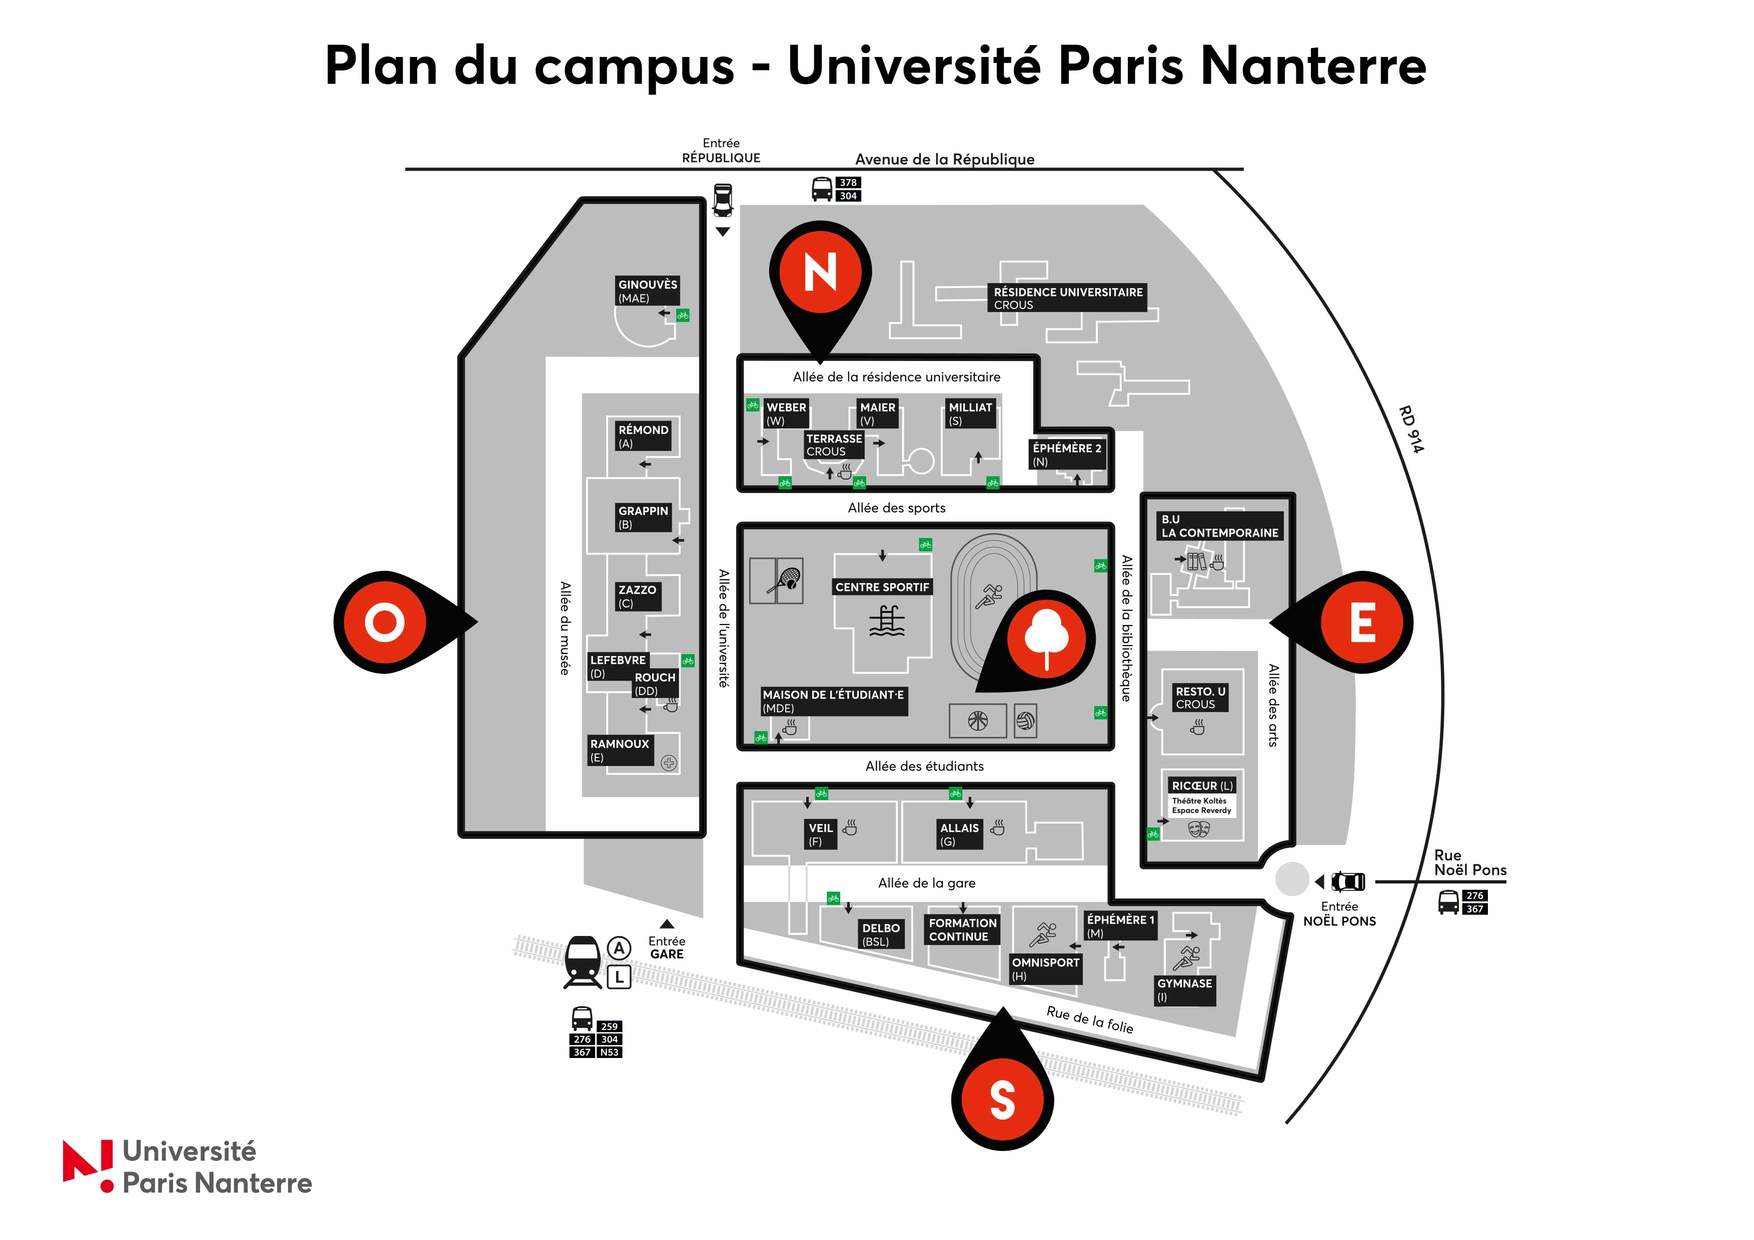 Plan du campus - Université Paris Nanterre
Entrée
RÉPUBLIQUE
Avenue de la République
378
304
N
GINOUVÈS
(MAE)
RÉSIDENCE UNIVERSITAIRE
CROUS
Allée de la résidence universitaire
WEBER
(W)
MAIER
(V)
MILLIAT
(S)
TERRASSE
CROUS
ÉPHÉMÈRE 2
(N)
RD 914
RÉMOND
(A)
GRAPPIN
(B)
ZAZZO
(C)
LEFEBVRE
(D)
ROUCH
(DD)
RAMNOUX
(E)
Allée du musée
O
Allée de l'université
Allée des sports
CENTRE SPORTIF
MAISON DE L'ÉTUDIANT·E
(MDE)
Allée de la bibliothèque
B.U
LA CONTEMPORAINE
E
RESTO. U
CROUS
Allée des arts
RICŒUR (L)
Théâtre Koltès
Espace Reverdy
Allée des étudiants
VEIL
(F)
ALLAIS
(G)
Allée de la gare
DELBO
(BSL)
FORMATION
CONTINUE
OMNISPORT
(H)
ÉPHÉMÈRE 1
(M)
GYMNASE
(I)
Rue de la folie
Rue
Noël Pons
276
367
Entrée
NOËL PONS
Entrée
GARE
A
L
259
276 304
367 N53
S
Université
Paris Nanterre